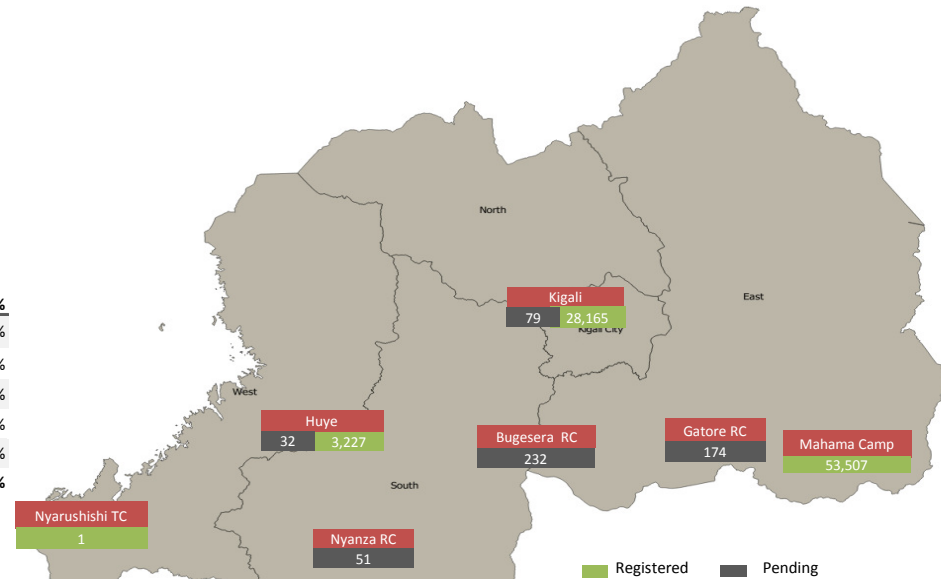 North
Kigali
79 28,165
Kigali City
East
%
%
%
%
%
%
%
West
Huye
32 3,227
Bugesera RC
232
Gatore RC
174
Mahama Camp
53,507
South
Nyarushishi TC
1
Nyanza RC
51
Registered Pending